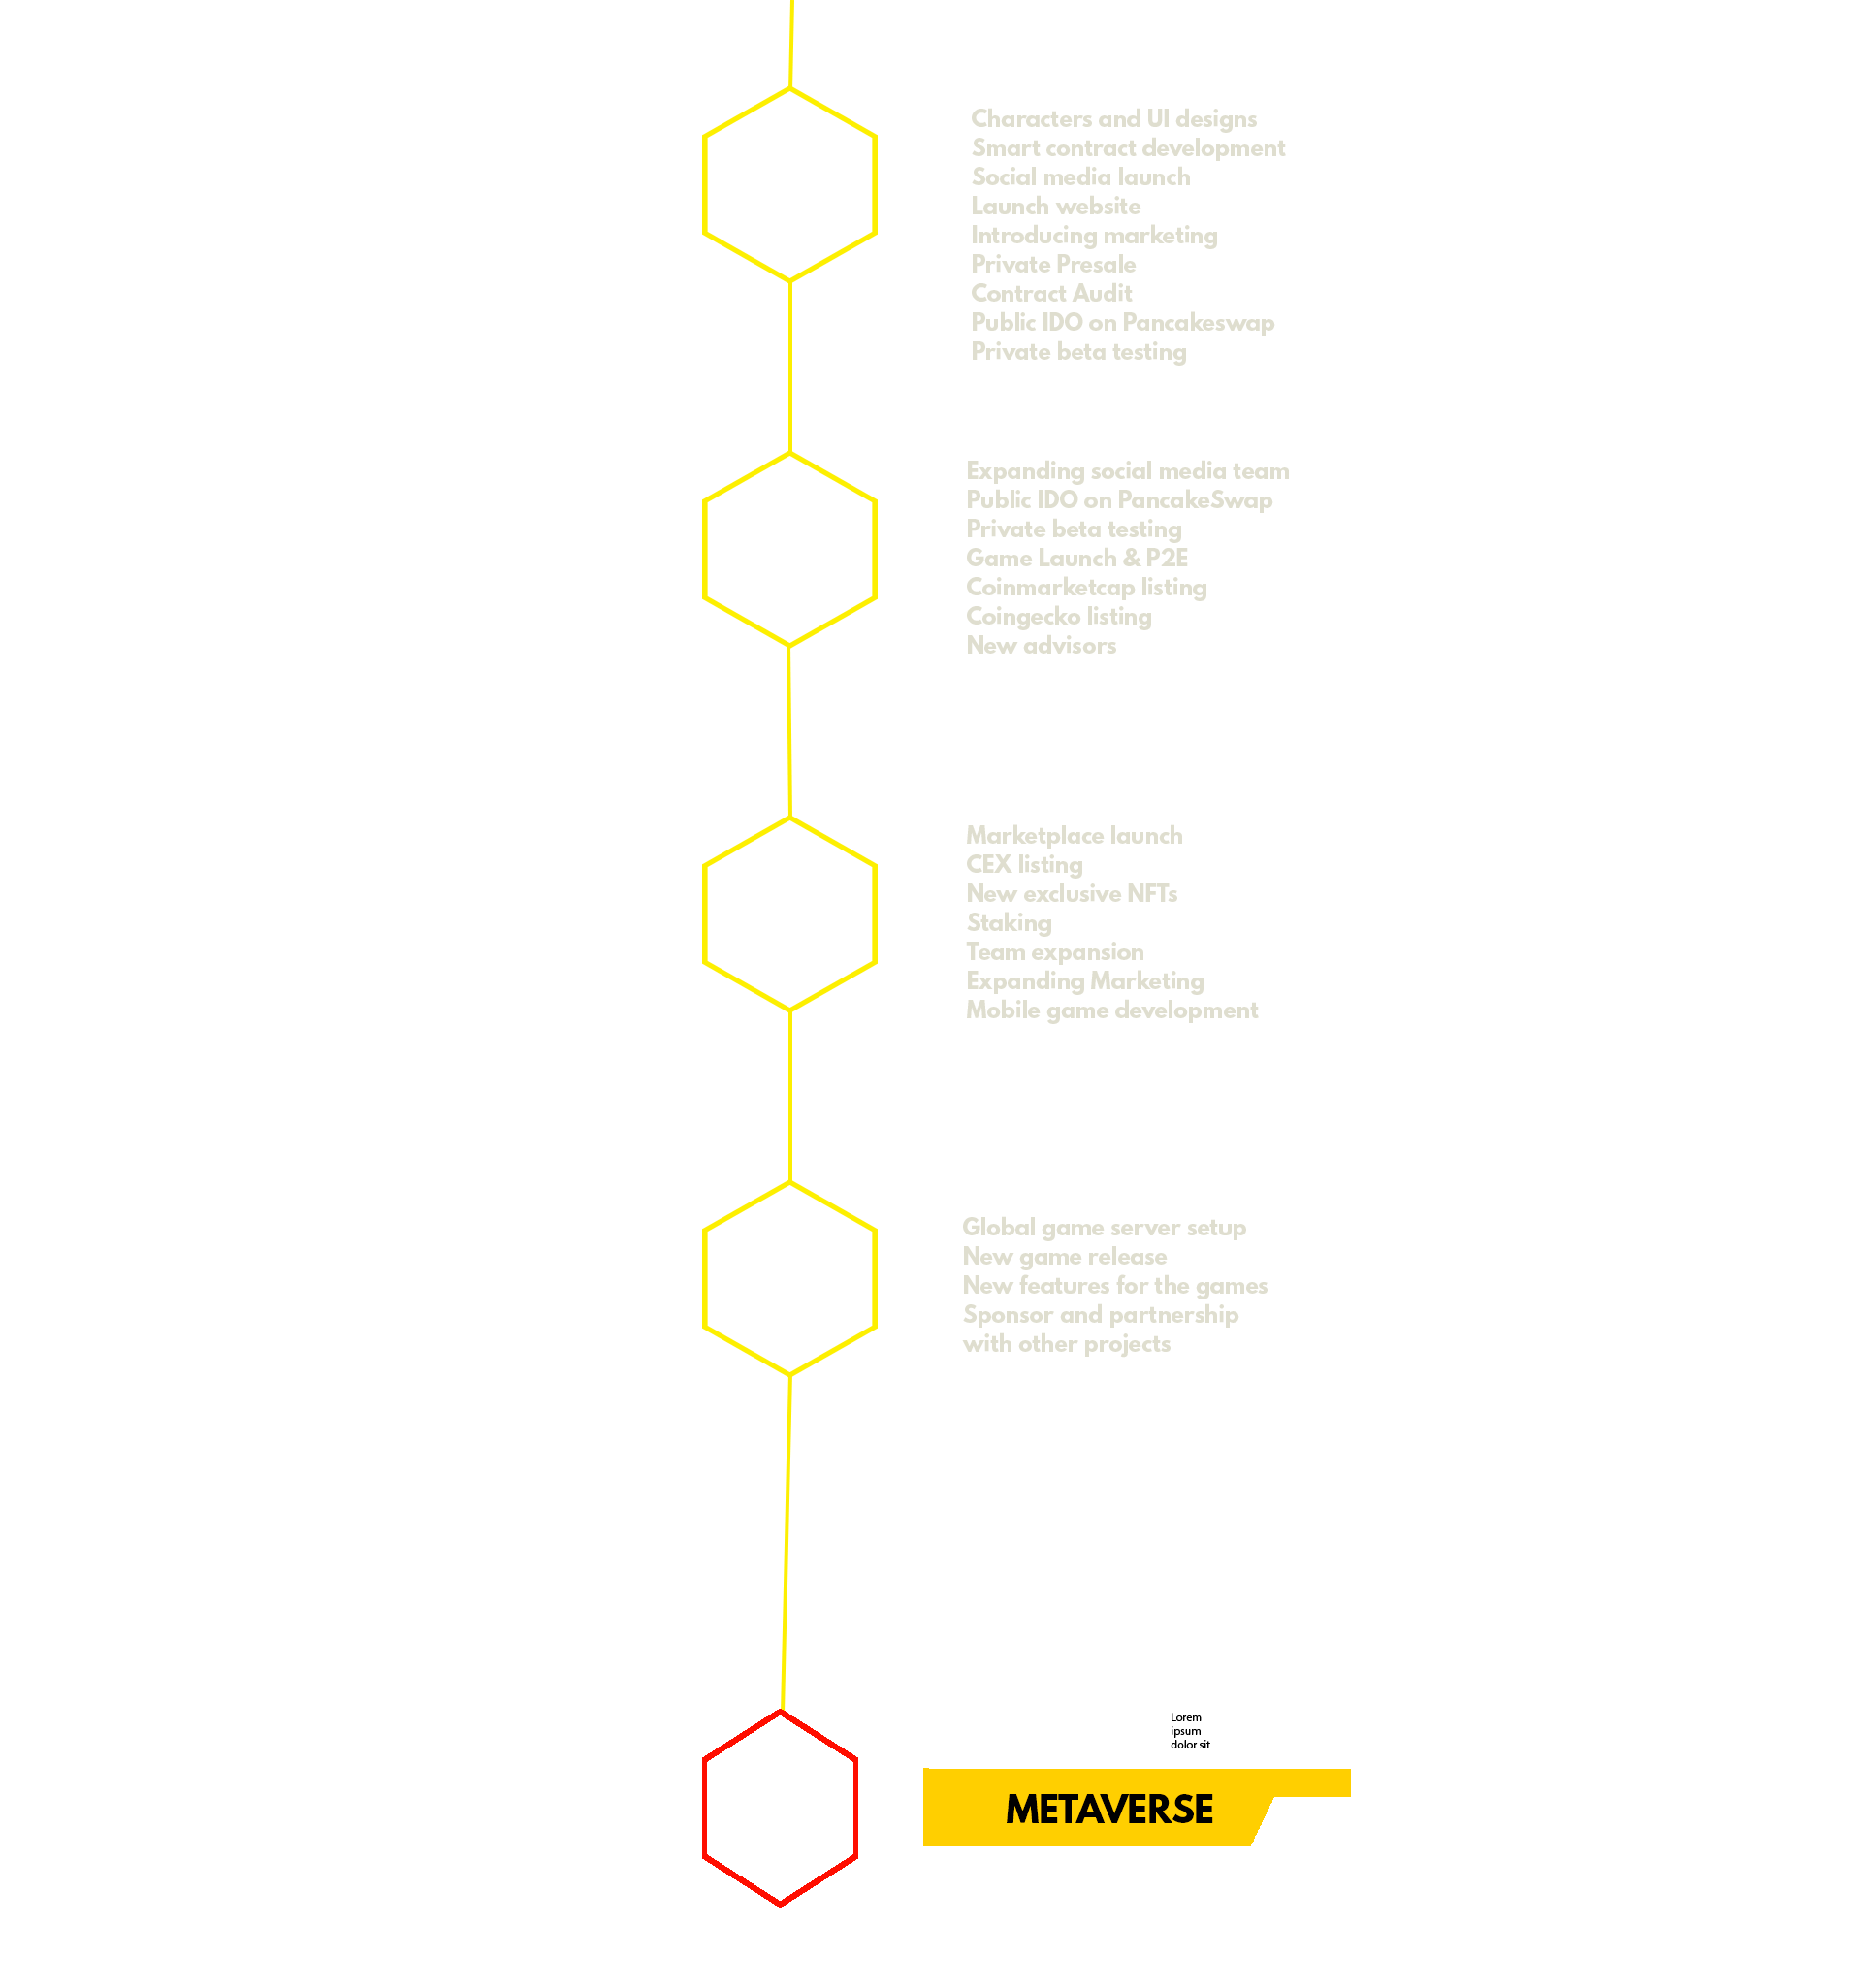 Characters and UI designs
Smart contract development
Social media launch
Launch website
Introducing marketing
Private Presale
Contract Audit
Public IDO on Pancakeswap
Private beta testing
Expanding social media team
Public IDO on PancakeSwap
Private beta testing
Game Launch & P2E
Coinmarketcap listing
Coingecko listing
New advisors
Marketplace launch
CEX listing
New exclusive NFTs
Staking
Team expansion
Expanding Marketing
Mobile game development
Global game server setup
New game release
New features for the games
Sponsor and partnership
with other projects
Lorem
ipsum
dolor sit
METAVERSE